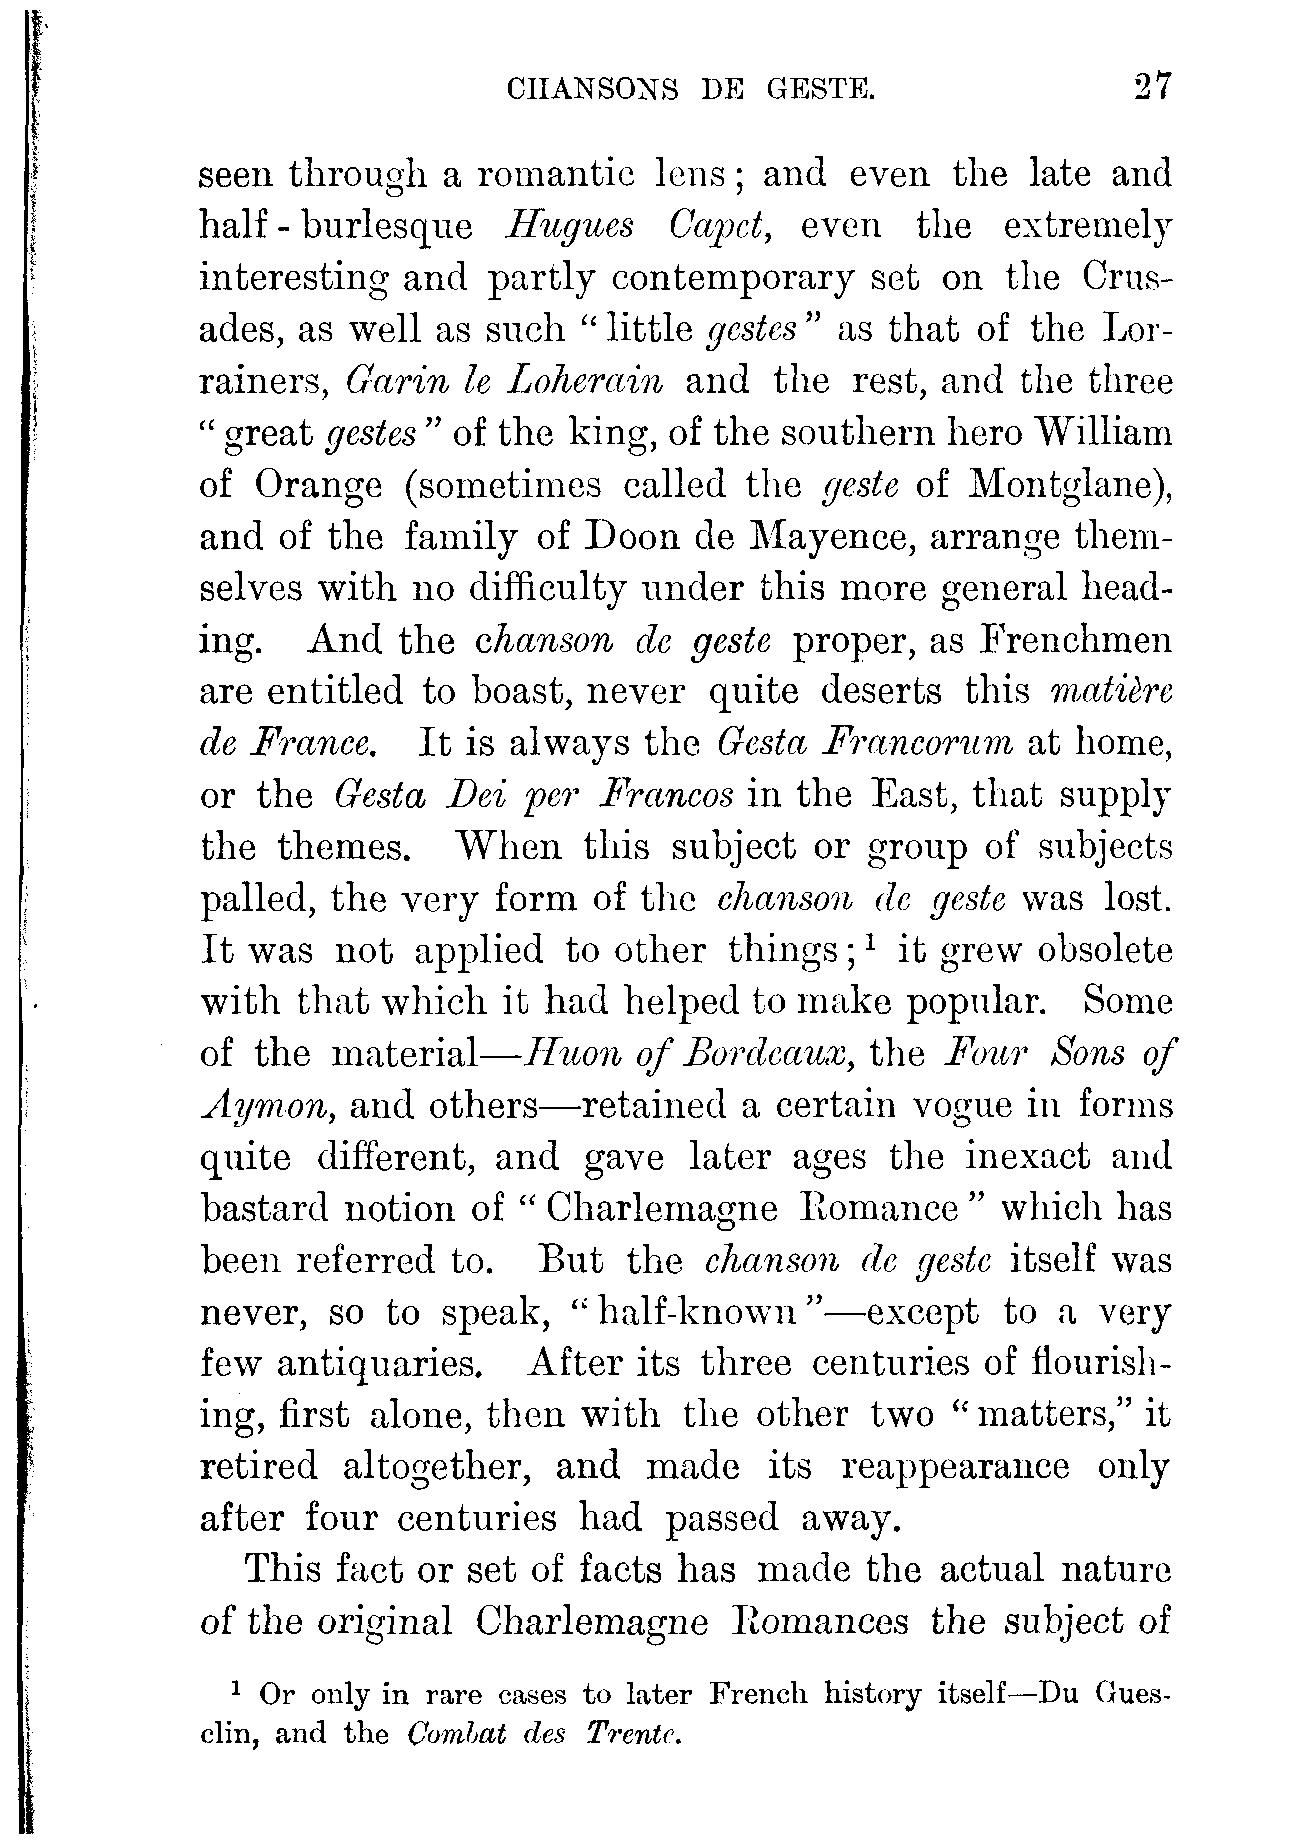 CHANSONS DE GESTE. 27
seen through a romantic lens; and even the late and
half-burlesque Hugues Capet, even the extremely
interesting and partly contemporary set on the Crus-
ades, as well as such "little gestes" as that of the Lor-
rainers, Garin le Loherain and the rest, and the three
"great gestes" of the king, of the southern hero William
of Orange (sometimes called the geste of Montglane),
and of the family of Doon de Mayence, arrange them-
selves with no difficulty under this more general head-
ing. And the chanson de geste proper, as Frenchmen
are entitled to boast, never quite deserts this matière
de France. It is always the Gesta Francorum at home,
or the Gesta Dei per Francos in the East, that supply
the themes. When this subject or group of subjects
palled, the very form of the chanson de geste was lost.
It was not applied to other things;¹ it grew obsolete
with that which it had helped to make popular. Some
of the material—Huon of Bordeaux, the Four Sons of
Aymon, and others—retained a certain vogue in forms
quite different, and gave later ages the inexact and
bastard notion of "Charlemagne Romance" which has
been referred to. But the chanson de geste itself was
never, so to speak, "half-known"—except to a very
few antiquaries. After its three centuries of flourish-
ing, first alone, then with the other two "matters," it
retired altogether, and made its reappearance only
after four centuries had passed away.
This fact or set of facts has made the actual nature
of the original Charlemagne Romances the subject of
¹ Or only in rare cases to later French history itself—Du Gues-
clin, and the Combat des Trente.